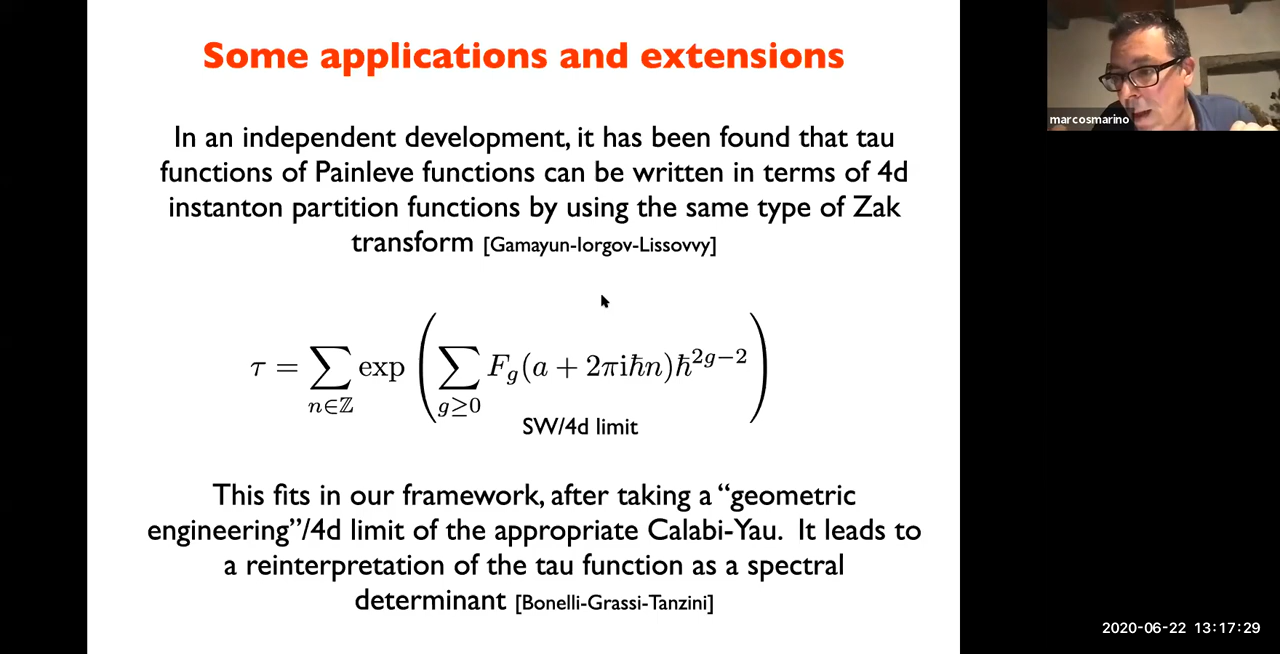 Some applications and extensions
In an independent development, it has been found that tau
functions of Painleve functions can be written in terms of 4d
instanton partition functions by using the same type of Zak
transform [Gamayun-Iorgov-Lissovvy]
τ = ∑_{n∈ℤ} exp ( ∑_{g≥0} F_g(a + 2πiℏn)ℏ^{2g−2} )
SW/4d limit
This fits in our framework, after taking a “geometric
engineering”/4d limit of the appropriate Calabi-Yau. It leads to
a reinterpretation of the tau function as a spectral
determinant [Bonelli-Grassi-Tanzini]
marcosmarino
2020-06-22 13:17:29